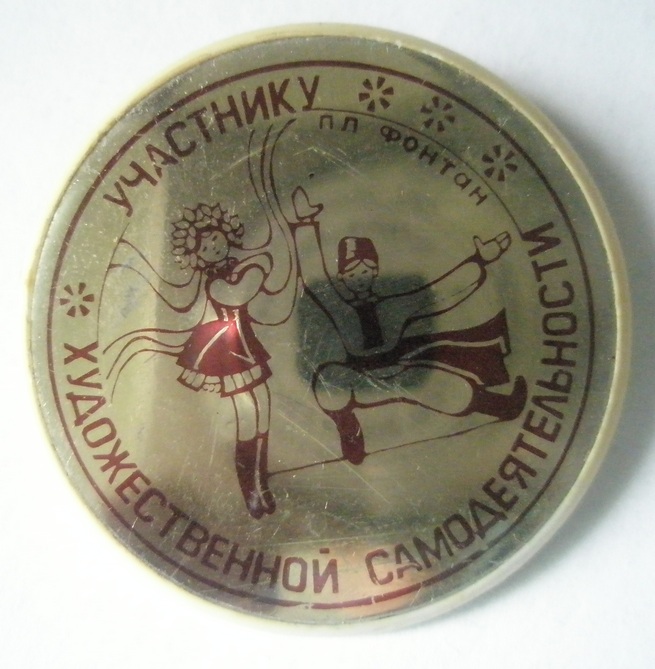 УЧАСТНИКУ
ХУДОЖЕСТВЕННОЙ САМОДЕЯТЕЛЬНОСТИ
ПЛ ФОНТАН